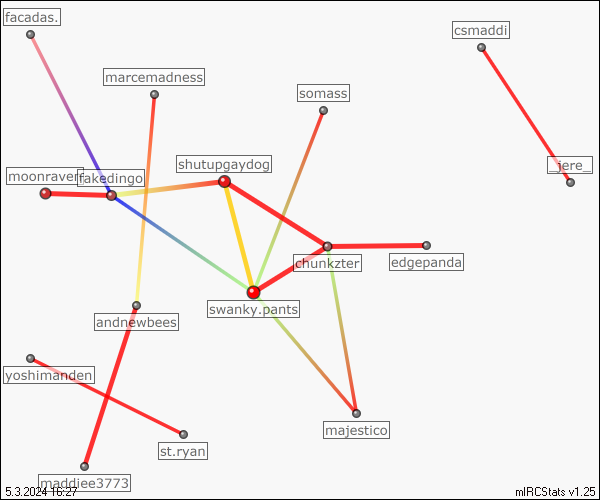 facadas.
csmaddi
marcemadness
somass
shutupgaydog
_jere_
moonraven
fakedingo
chunkzter
edgepanda
swanky.pants
andnewbees
yoshimanden
majestico
st.ryan
maddiee3773
5.3.2024 16:27
mIRCStats v1.25